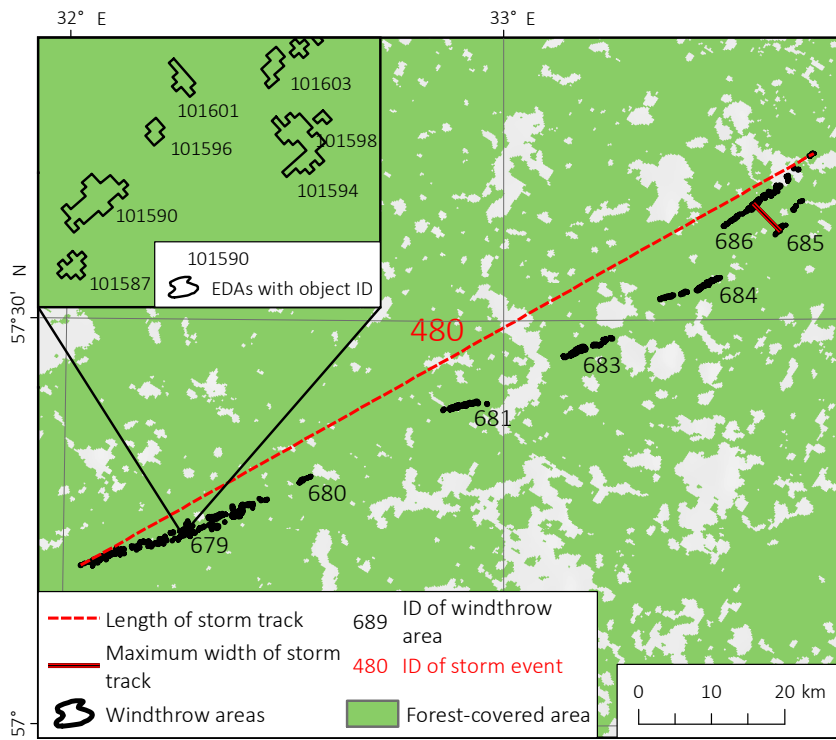 32° E
33°
101603
101601
101596
101598
101594
101590
101587
101590
EDAs with object ID
57°30' N
480
686
685
684
683
681
680
679
Length of storm track
Maximum width of storm
track
Windthrow areas
689
ID of windthrow
area
480
ID of storm event
Forest-covered area
0 10 20 km
57°